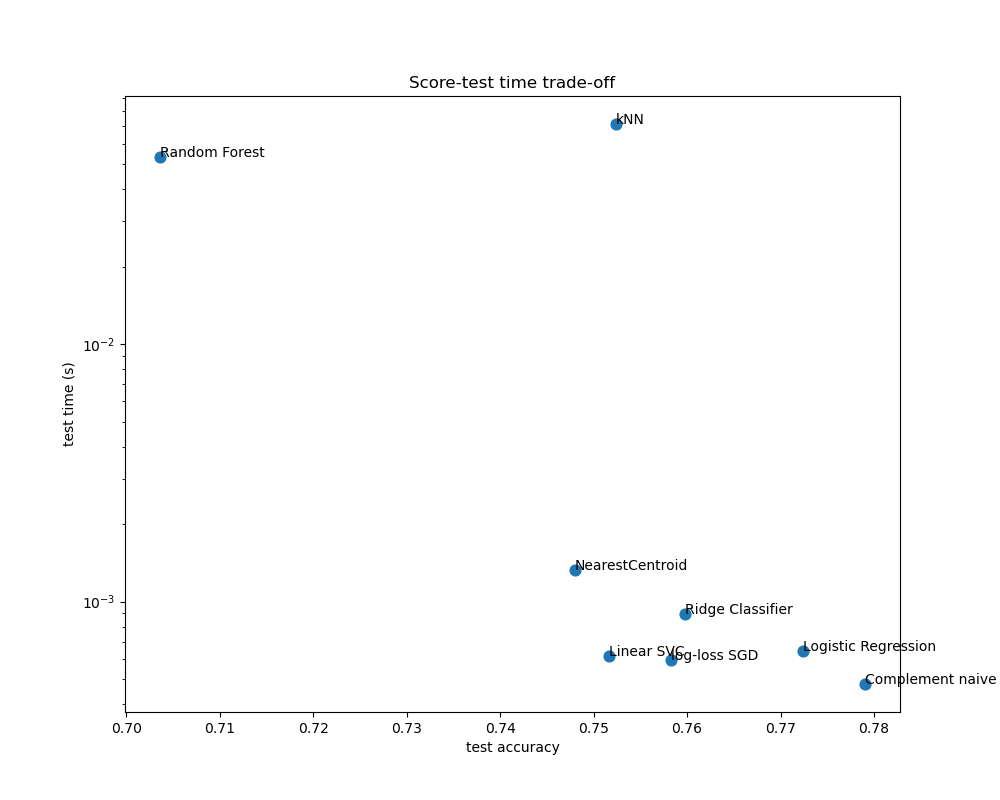 Score-test time trade-off
kNN
Random Forest
10⁻²
test time (s)
NearestCentroid
10⁻³
Ridge Classifier
Logistic Regression
Linear SVC
log-loss SGD
Complement naive
0.70 0.71 0.72 0.73 0.74 0.75 0.76 0.77 0.78
test accuracy